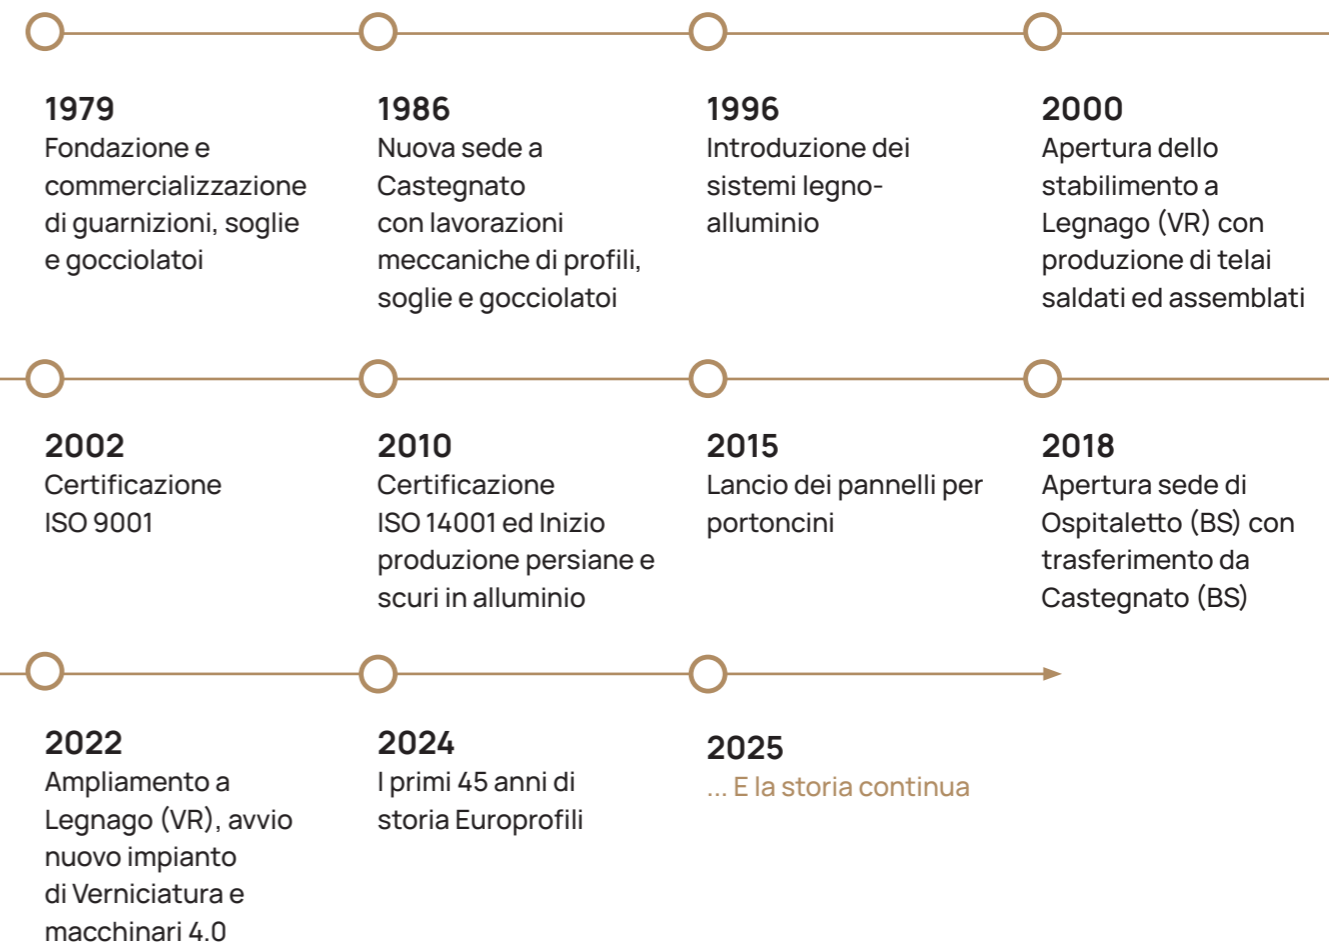 1979
Fondazione e
commercializzazione
di guarnizioni, soglie
e gocciolatoi
1986
Nuova sede a
Castegnato
con lavorazioni
meccaniche di profili,
soglie e gocciolatoi
1996
Introduzione dei
sistemi legno-
alluminio
2000
Apertura dello
stabilimento a
Legnago (VR) con
produzione di telai
saldati ed assemblati
2002
Certificazione
ISO 9001
2010
Certificazione
ISO 14001 ed Inizio
produzione persiane e
scuri in alluminio
2015
Lancio dei pannelli per
portoncini
2018
Apertura sede di
Ospitaletto (BS) con
trasferimento da
Castegnato (BS)
2022
Ampliamento a
Legnago (VR), avvio
nuovo impianto
di Verniciatura e
macchinari 4.0
2024
I primi 45 anni di
storia Europrofili
2025
... E la storia continua